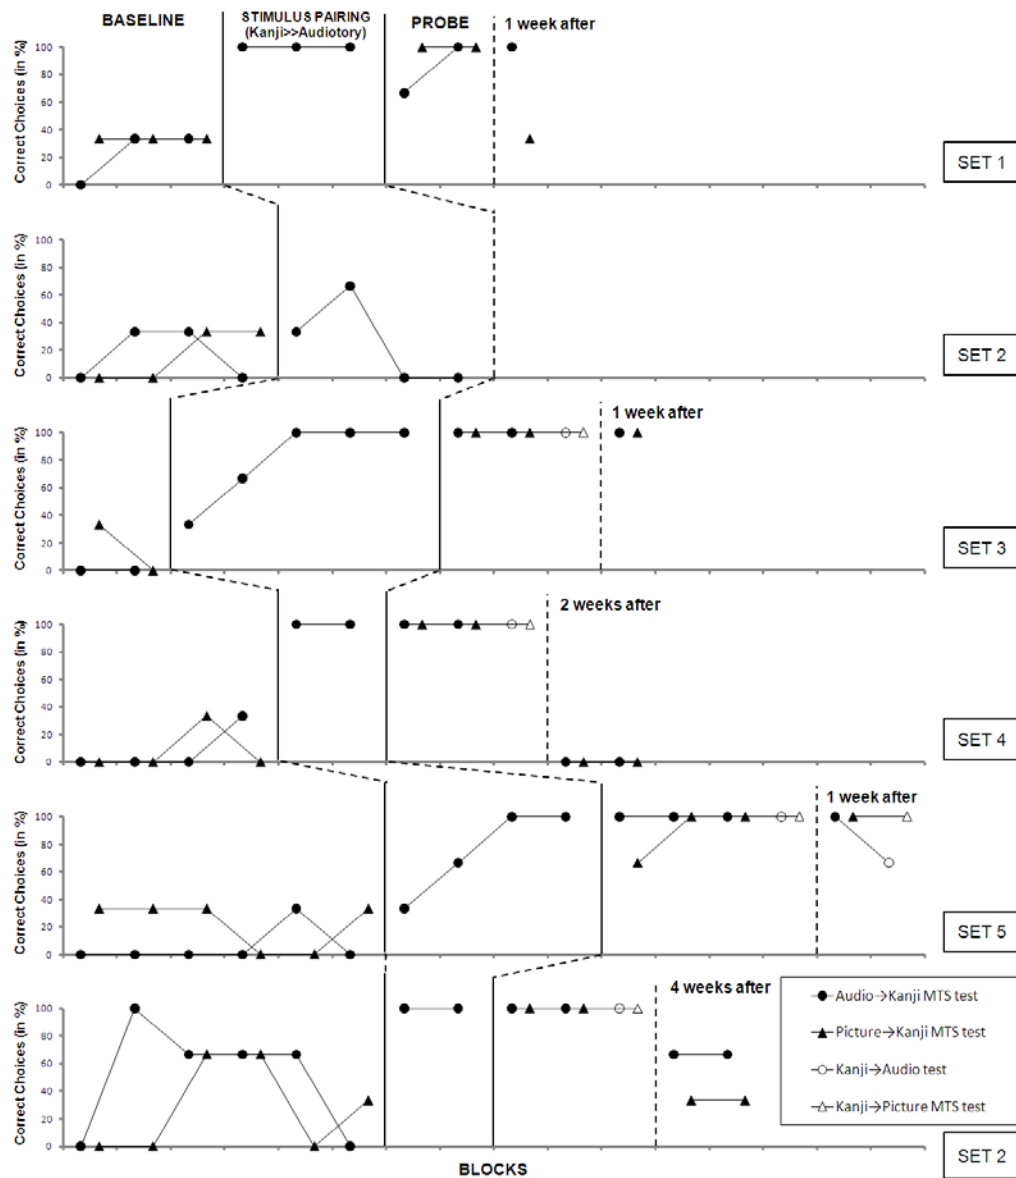 BASELINE
STIMULUS PAIRING
(Kanji>>Audiotory)
PROBE
1 week after
Correct Choices (in %)
100
80
60
40
20
0
SET 1
Correct Choices (in %)
100
80
60
40
20
0
SET 2
1 week after
Correct Choices (in %)
100
80
60
40
20
0
SET 3
2 weeks after
Correct Choices (in %)
100
80
60
40
20
0
SET 4
1 week after
Correct Choices (in %)
100
80
60
40
20
0
SET 5
4 weeks after
Correct Choices (in %)
100
80
60
40
20
0
Audio→Kanji MTS test
Picture→Kanji MTS test
Kanji→Audio test
Kanji→Picture MTS test
SET 2
BLOCKS